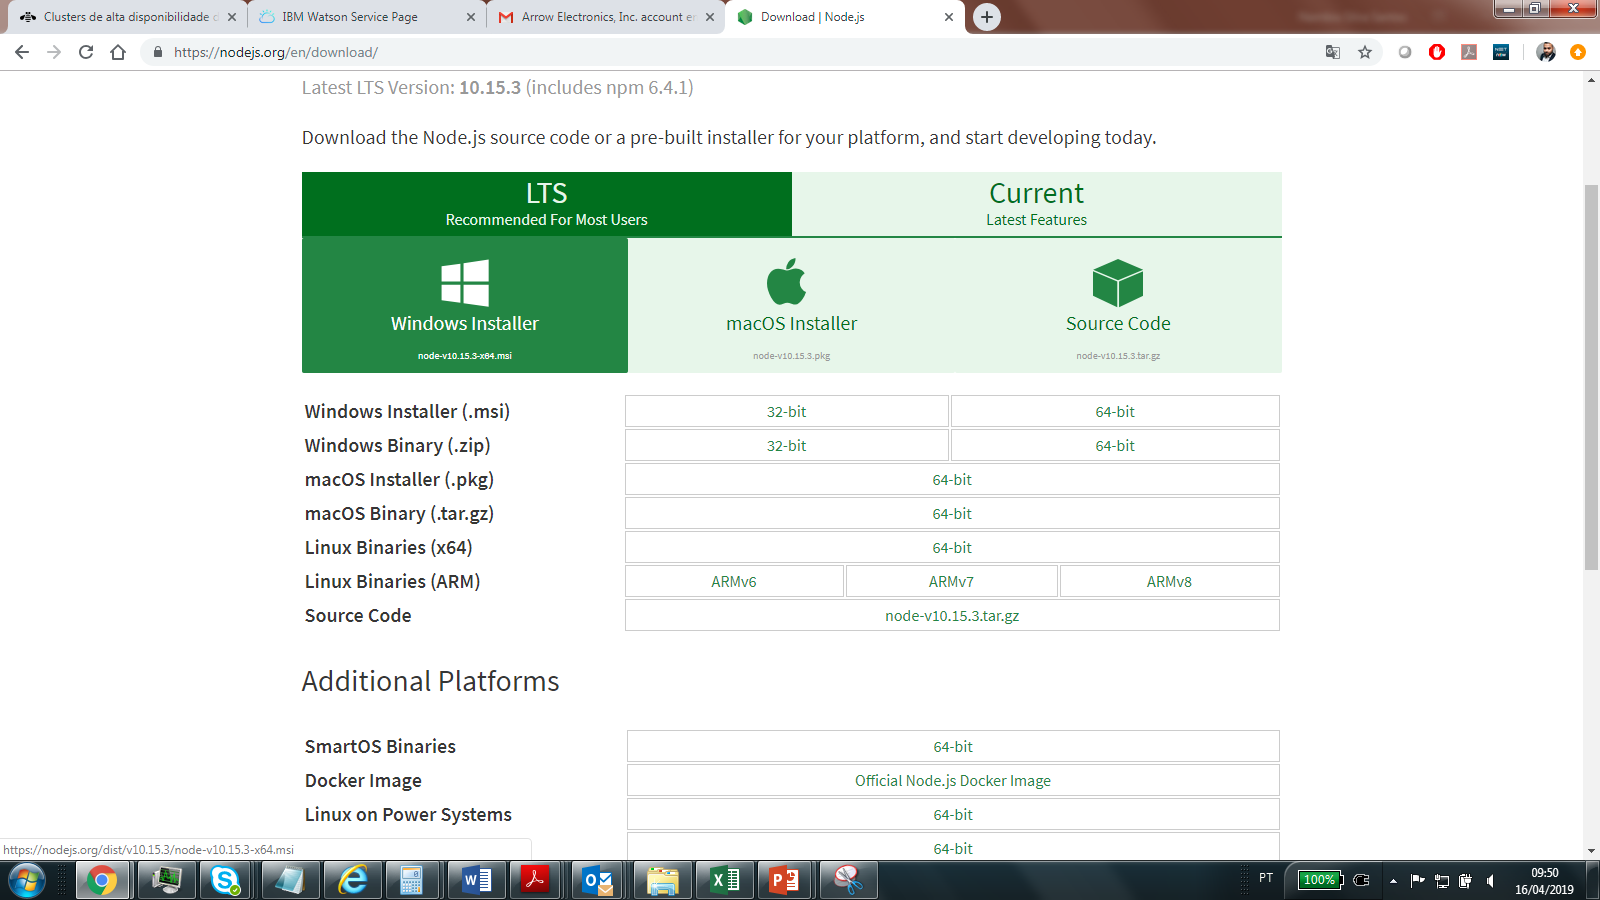 Clusters de alta disponibilidade
IBM Watson Service Page
Arrow Electronics, Inc. account
Download | Node.js
https://nodejs.org/en/download/
Latest LTS Version: 10.15.3 (includes npm 6.4.1)
Download the Node.js source code or a pre-built installer for your platform, and start developing today.
LTS
Recommended For Most Users
Current
Latest Features
Windows Installer
node-v10.15.3-x64.msi
macOS Installer
node-v10.15.3.pkg
Source Code
node-v10.15.3.tar.gz
Windows Installer (.msi) 32-bit 64-bit
Windows Binary (.zip) 32-bit 64-bit
macOS Installer (.pkg) 64-bit
macOS Binary (.tar.gz) 64-bit
Linux Binaries (x64) 64-bit
Linux Binaries (ARM) ARMv6 ARMv7 ARMv8
Source Code node-v10.15.3.tar.gz
Additional Platforms
SmartOS Binaries 64-bit
Docker Image Official Node.js Docker Image
Linux on Power Systems 64-bit
64-bit
https://nodejs.org/dist/v10.15.3/node-v10.15.3-x64.msi
PT
100%
09:50
16/04/2019